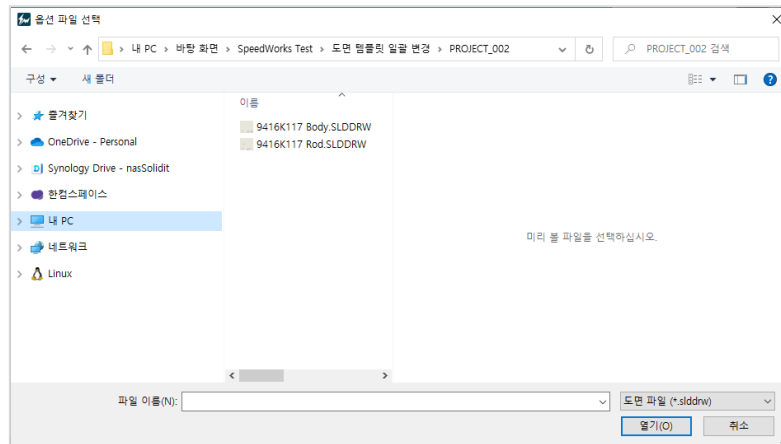 옵션 파일 선택
내 PC › 바탕 화면 › SpeedWorks Test › 도면 템플릿 일괄 변경 › PROJECT_002
PROJECT_002 검색
구성 새 폴더
이름
즐겨찾기
OneDrive - Personal
Synology Drive - nasSolidit
한컴스페이스
내 PC
네트워크
Linux
9416K117 Body.SLDDRW
9416K117 Rod.SLDDRW
미리 볼 파일을 선택하십시오.
파일 이름(N):
도면 파일 (*.slddrw)
열기(O) 취소